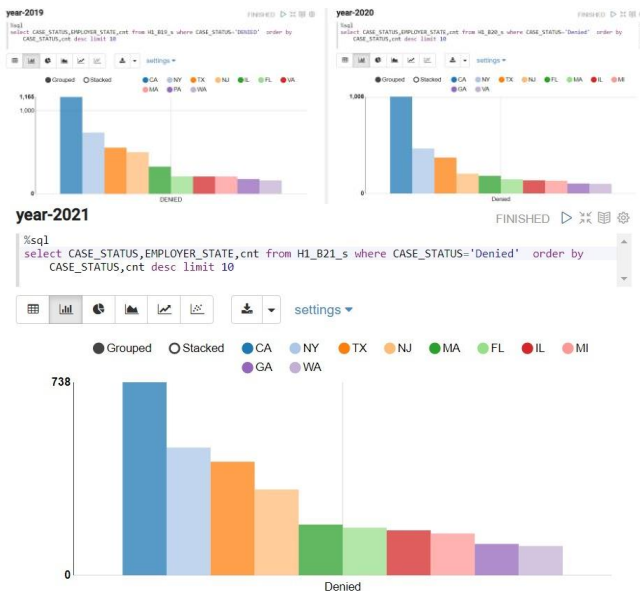 year-2019
FINISHED
%sql
select CASE_STATUS,EMPLOYER_STATE,cnt from H1_B19_s where CASE_STATUS='DENIED' order by
CASE_STATUS,cnt desc limit 10
settings
Grouped Stacked CA NY TX NJ IL FL VA
MA PA WA
1,166
1,000
0
DENIED
year-2020
FINISHED
%sql
select CASE_STATUS,EMPLOYER_STATE,cnt from H1_B20_s where CASE_STATUS='Denied' order by
CASE_STATUS,cnt desc limit 10
settings
Grouped Stacked CA NY TX NJ IL FL MA MI
GA VA
0
Denied
year-2021
FINISHED
%sql
select CASE_STATUS,EMPLOYER_STATE,cnt from H1_B21_s where CASE_STATUS='Denied' order by
CASE_STATUS,cnt desc limit 10
settings
Grouped Stacked CA NY TX NJ MA FL IL MI
GA WA
738
0
Denied